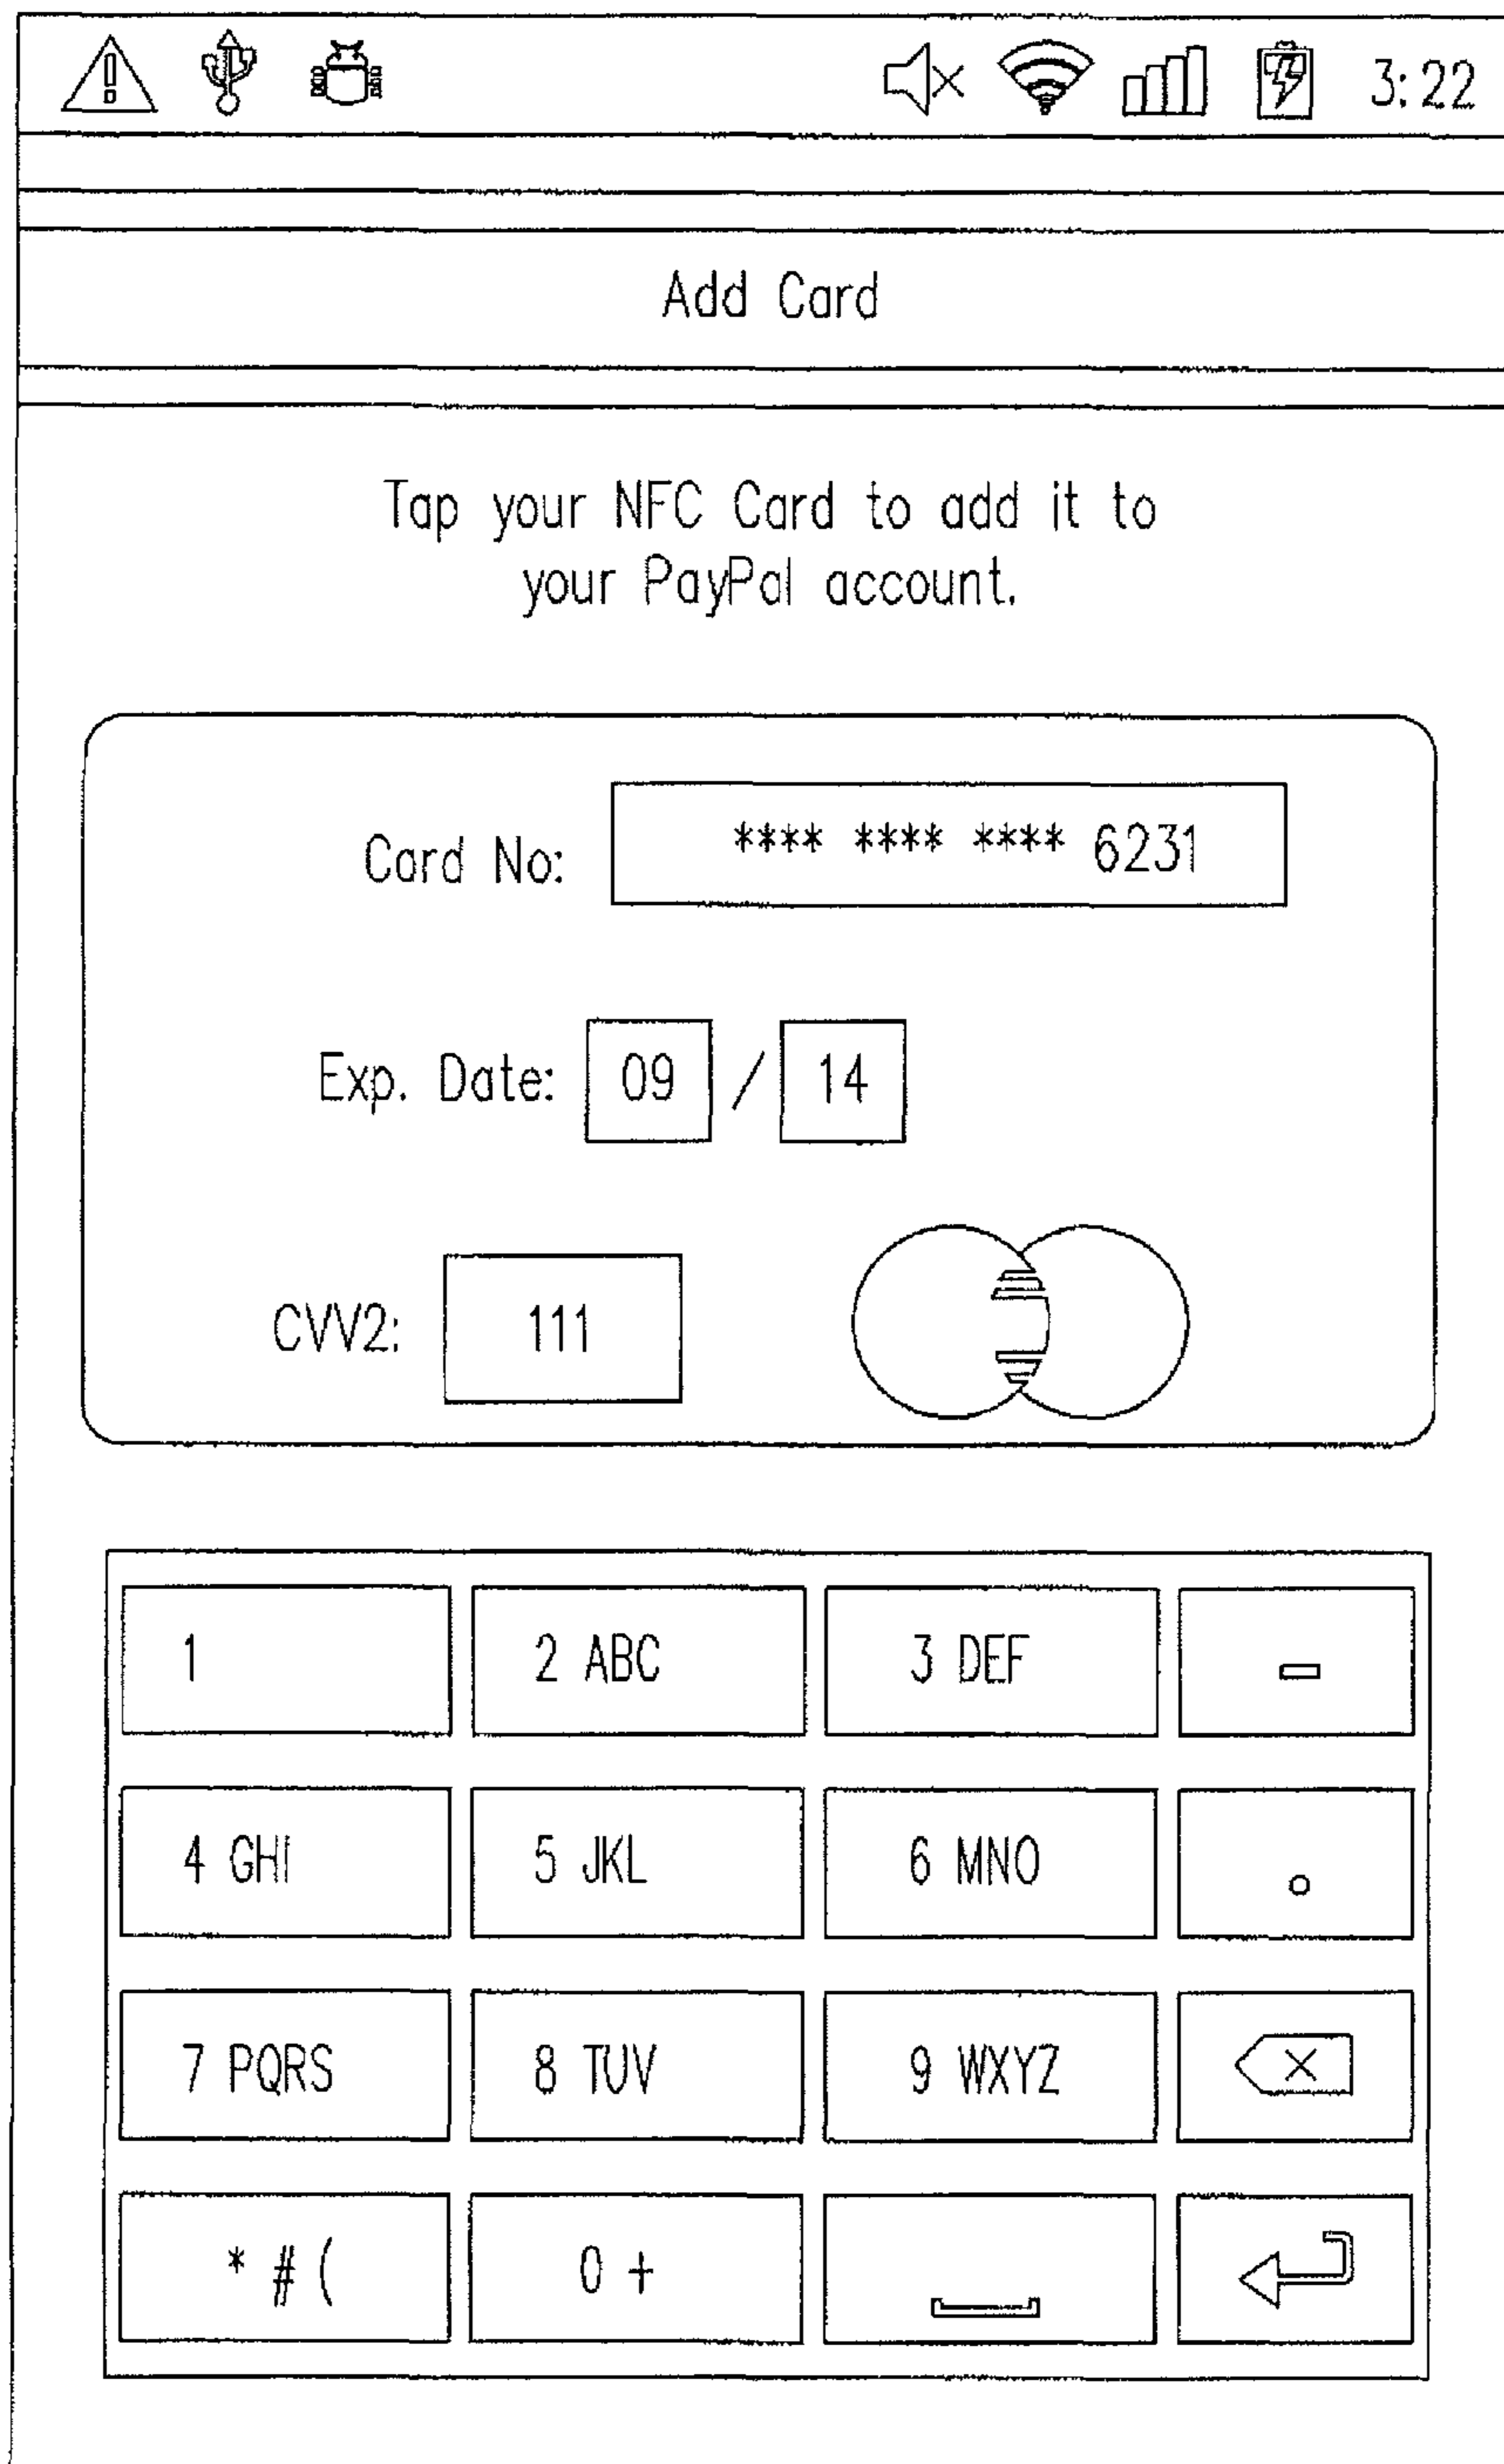 3:22
Add Card
Tap your NFC Card to add it to
your PayPal account.
Card No: **** **** **** 6231
Exp. Date: 09 / 14
CVV2: 111
1 2 ABC 3 DEF -
4 GHI 5 JKL 6 MNO .
7 PQRS 8 TUV 9 WXYZ
* # ( 0 +